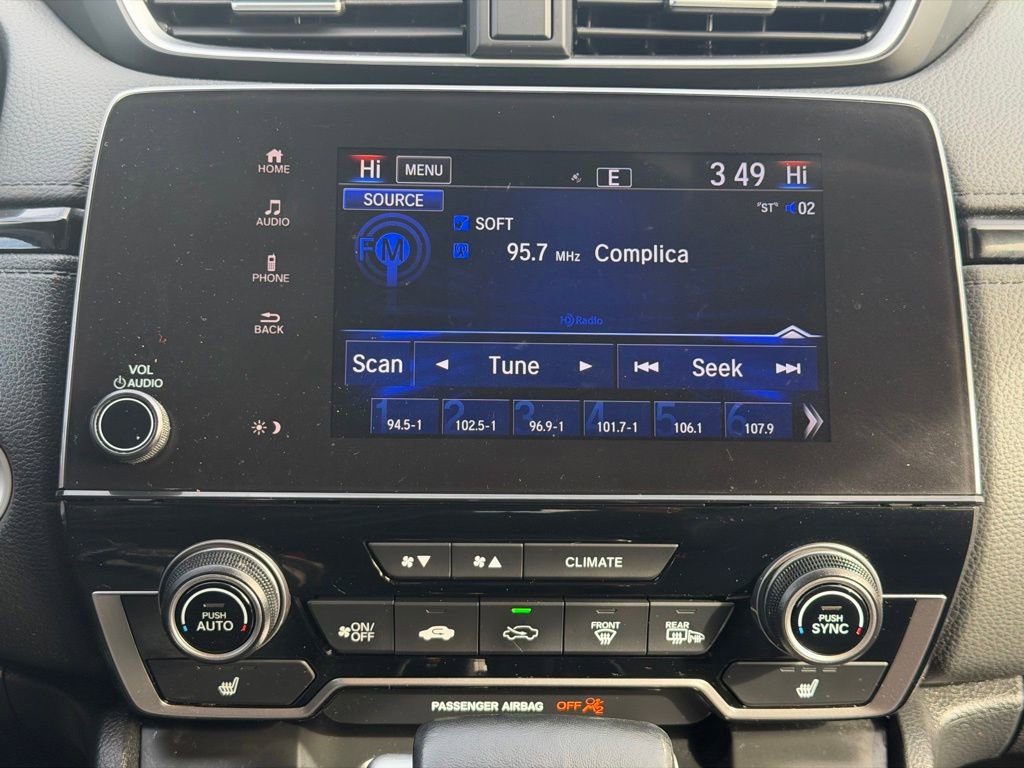 Hi MENU E 3 49 Hi
HOME
SOURCE
"ST" 02
AUDIO
FM
SOFT
95.7 MHz Complica
PHONE
HD Radio
BACK
Scan Tune Seek
VOL
AUDIO
1 2 3 4 5 6
94.5-1 102.5-1 96.9-1 101.7-1 106.1 107.9
CLIMATE
PUSH
AUTO
ON/
OFF
FRONT
REAR
PUSH
SYNC
PASSENGER AIRBAG OFF